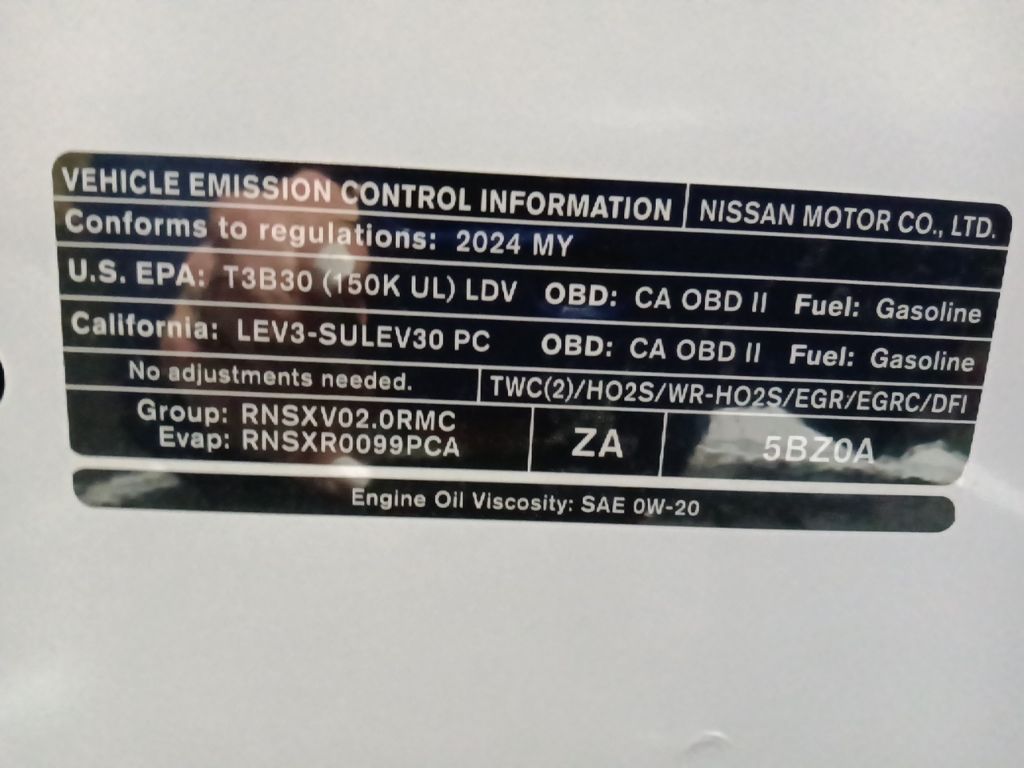 VEHICLE EMISSION CONTROL INFORMATION NISSAN MOTOR CO., LTD.
Conforms to regulations: 2024 MY
U.S. EPA: T3B30 (150K UL) LDV OBD: CA OBD II Fuel: Gasoline
California: LEV3-SULEV30 PC OBD: CA OBD II Fuel: Gasoline
No adjustments needed. TWC(2)/HO2S/WR-HO2S/EGR/EGRC/DFI
Group: RNSXV02.0RMC
Evap: RNSXR0099PCA
ZA
5BZ0A
Engine Oil Viscosity: SAE 0W-20